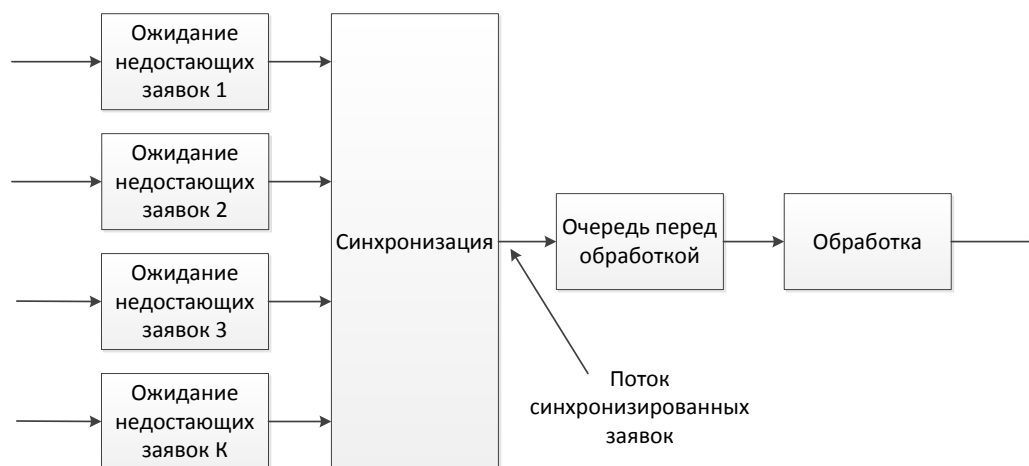 Ожидание
недостающих
заявок 1
Ожидание
недостающих
заявок 2
Ожидание
недостающих
заявок 3
Ожидание
недостающих
заявок К
Синхронизация
Очередь перед
обработкой
Обработка
Поток
синхронизированных
заявок